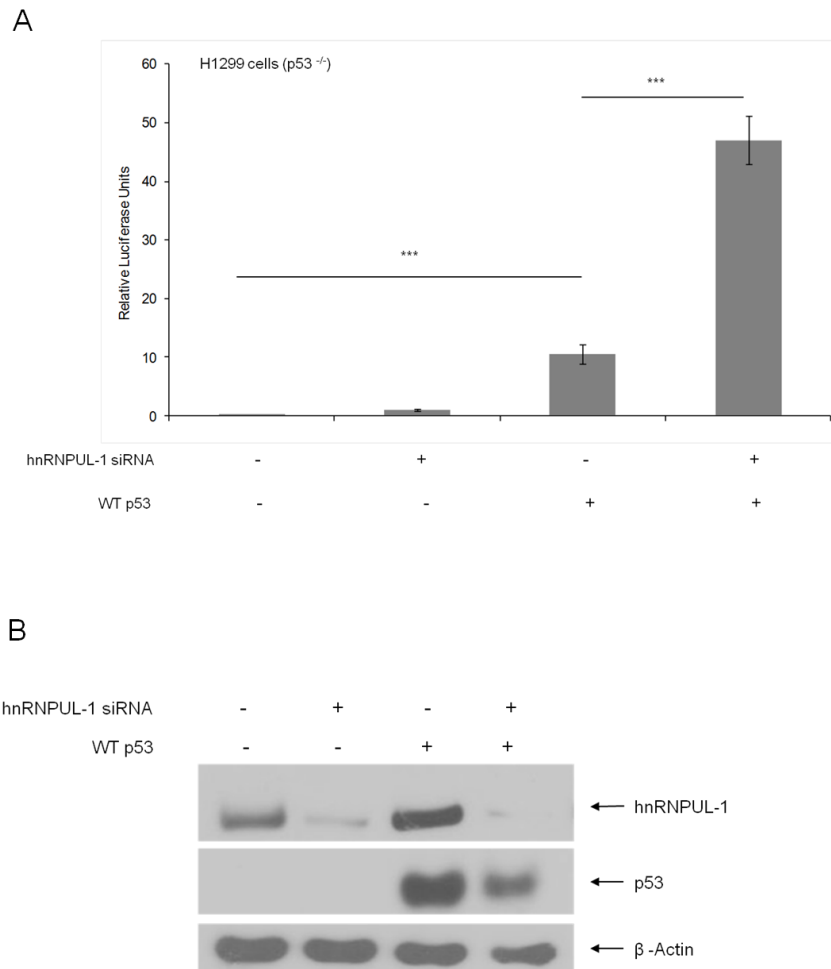 A
H1299 cells (p53 -/-)
***
***
60
50
40
30
20
10
0
Relative Luciferase Units
hnRNPUL-1 siRNA - + - +
WT p53 - - + +
B
hnRNPUL-1 siRNA - + - +
WT p53 - - + +
hnRNPUL-1
p53
β -Actin